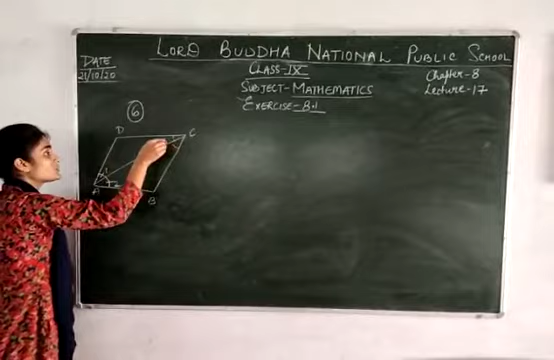 LORD BUDDHA NATIONAL PUBLIC SCHOOL
DATE
21/10/20
CLASS-IX
SUBJECT-MATHEMATICS
EXERCISE-8.1
Chapter-8
Lecture-17
6
D
C
A
B